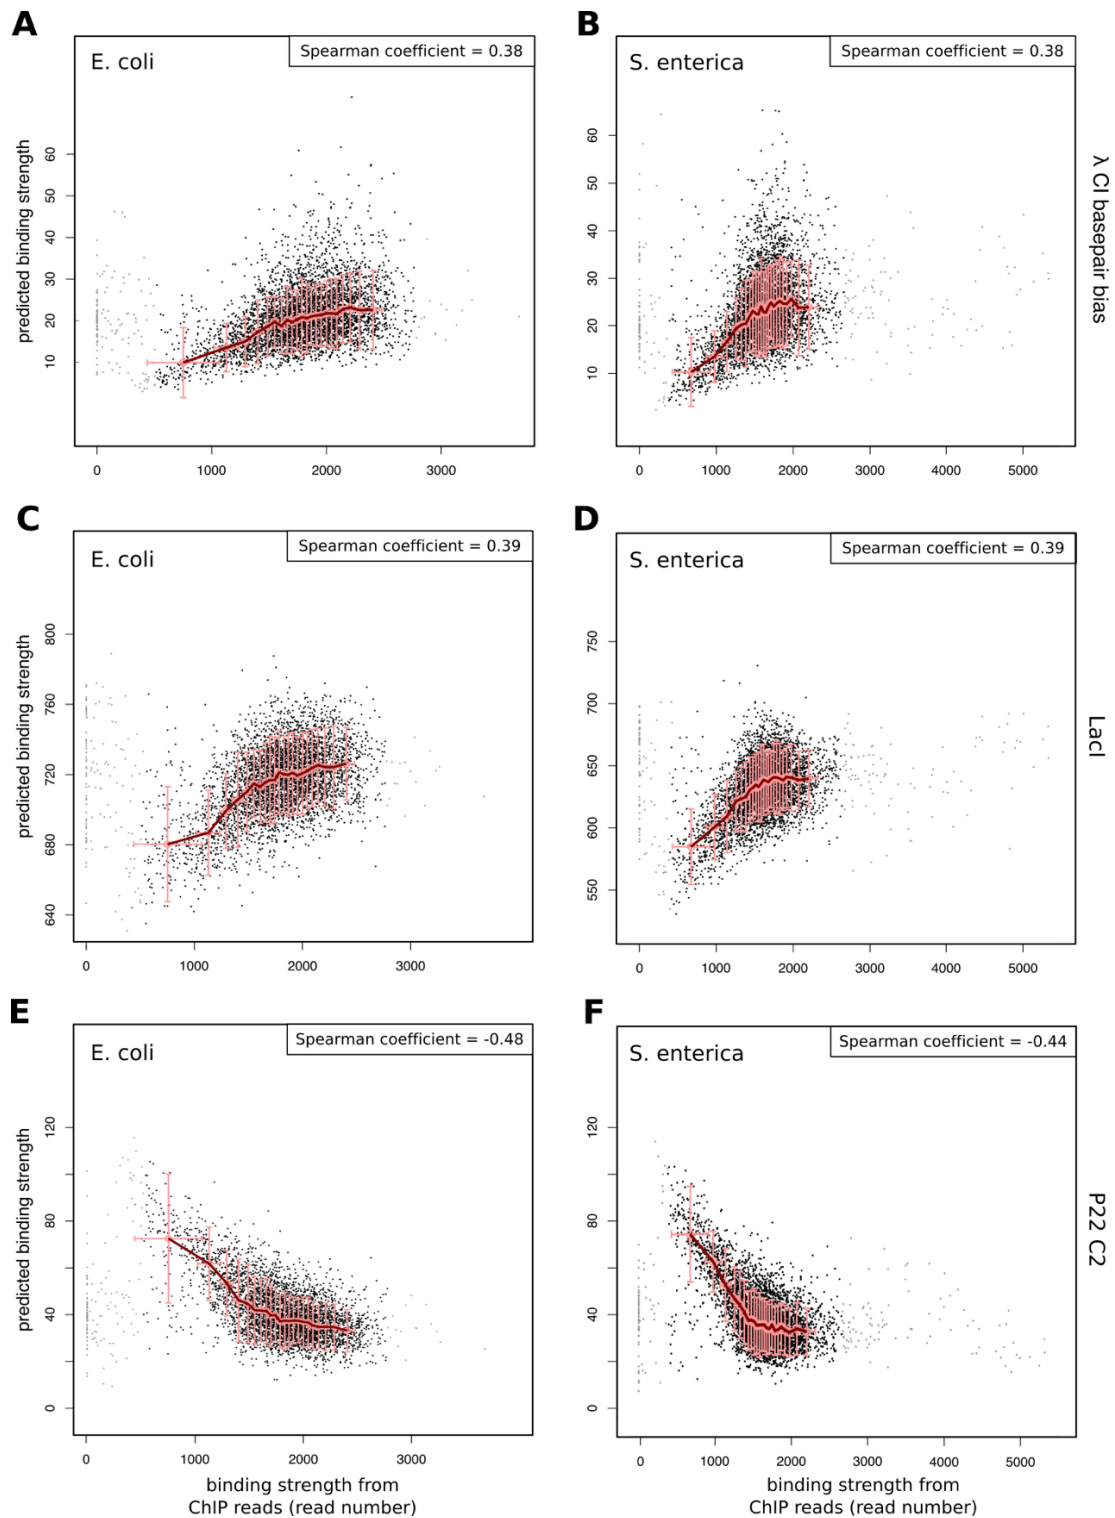 A
B
E. coli
Spearman coefficient = 0.38
S. enterica
Spearman coefficient = 0.38
predicted binding strength
10 20 30 40 50 60
0 1000 2000 3000
10 20 30 40 50 60
0 1000 2000 3000 4000 5000
λ CI basepair bias
C
D
E. coli
Spearman coefficient = 0.39
S. enterica
Spearman coefficient = 0.39
predicted binding strength
640 680 720 760 800
0 1000 2000 3000
550 600 650 700 750
0 1000 2000 3000 4000 5000
LacI
E
F
E. coli
Spearman coefficient = -0.48
S. enterica
Spearman coefficient = -0.44
predicted binding strength
0 40 80 120
0 1000 2000 3000
binding strength from
ChIP reads (read number)
0 40 80 120
0 1000 2000 3000 4000 5000
binding strength from
ChIP reads (read number)
P22 C2